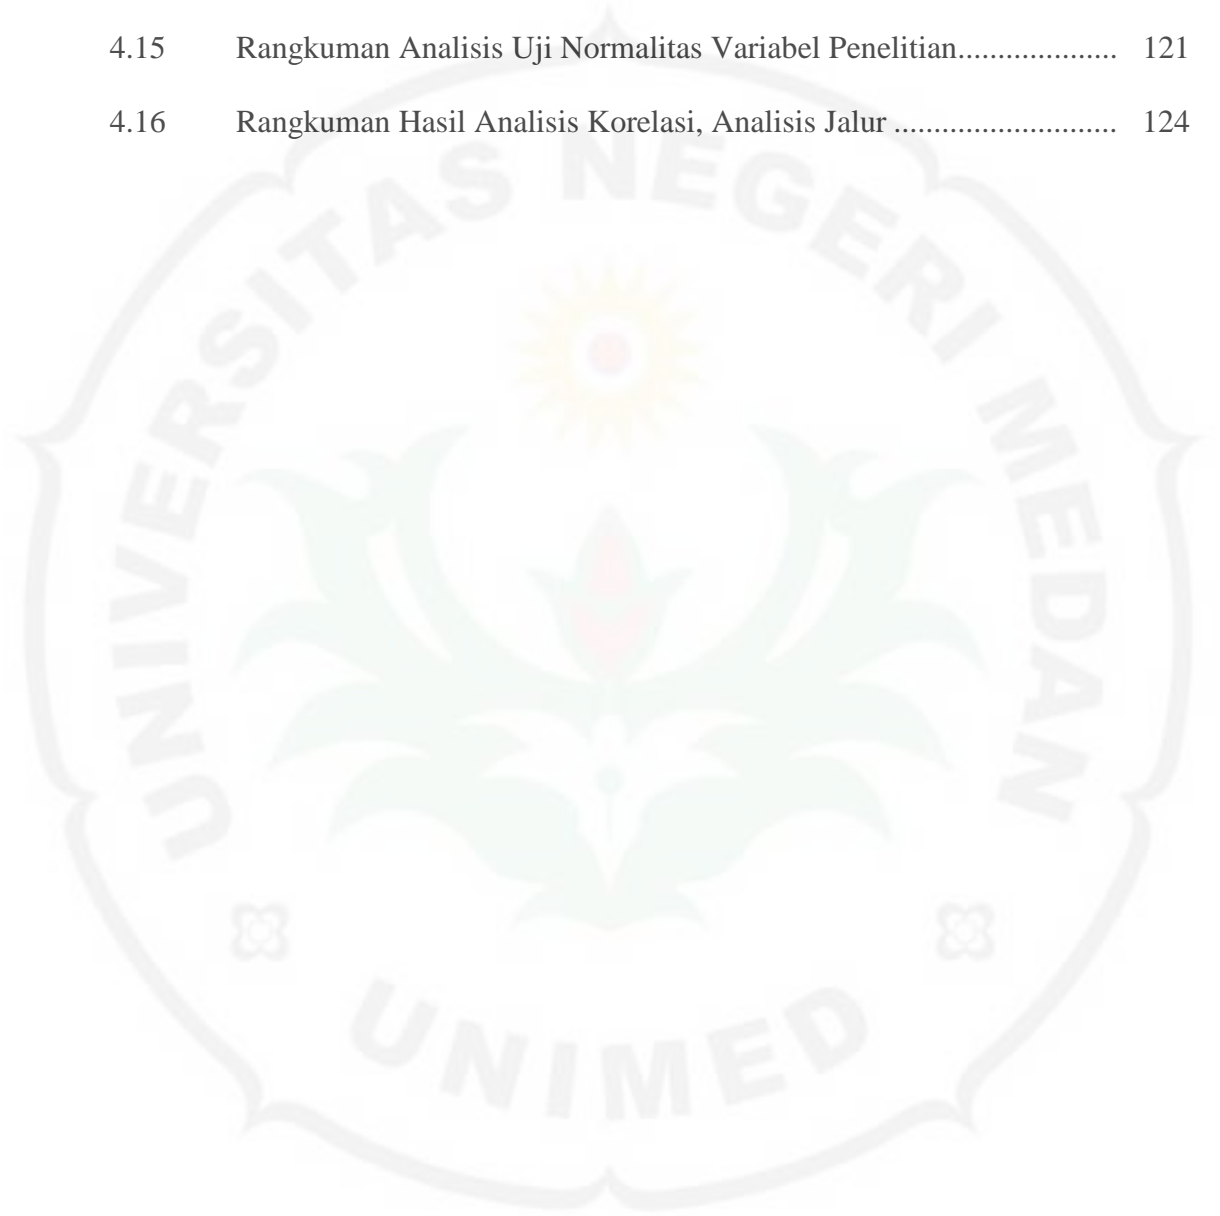 4.15 Rangkuman Analisis Uji Normalitas Variabel Penelitian.................... 121
4.16 Rangkuman Hasil Analisis Korelasi, Analisis Jalur ............................ 124
UNIVERSITAS NEGERI MEDAN
UNIMED